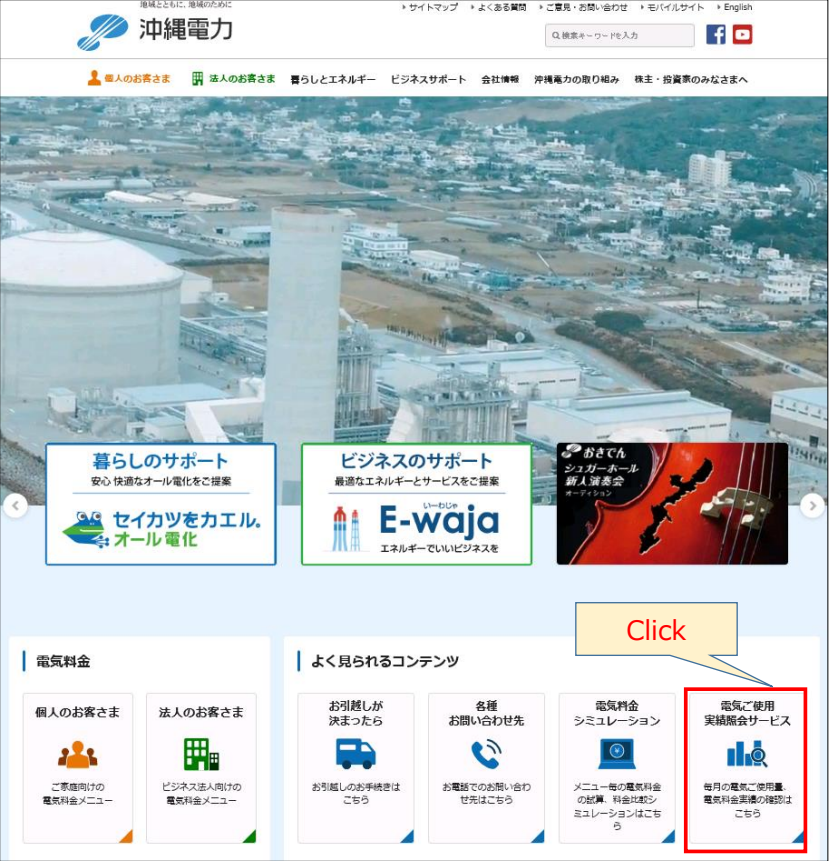 地域とともに、地域のために
沖縄電力
サイトマップ よくある質問 ご意見・お問い合わせ モバイルサイト English
検索キーワードを入力
個人のお客さま 法人のお客さま 暮らしとエネルギー ビジネスサポート 会社情報 沖縄電力の取り組み 株主・投資家のみなさまへ
暮らしのサポート
安心 快適なオール電化をご提案
セイカツをカエル。
オール電化
ビジネスのサポート
最適なエネルギーとサービスをご提案
いーわじゃ
E-waja
エネルギーでいいビジネスを
おきでん
シュガーホール
新人演奏会
オーディション
Click
電気料金
個人のお客さま
ご家庭向けの
電気料金メニュー
法人のお客さま
ビジネス法人向けの
電気料金メニュー
よく見られるコンテンツ
お引越しが
決まったら
お引越しのお手続きは
こちら
各種
お問い合わせ先
お電話でのお問い合わ
せ先はこちら
電気料金
シミュレーション
メニュー毎の電気料金
の試算、料金比較シ
ミュレーションはこち
ら
電気ご使用
実績照会サービス
毎月の電気ご使用量、
電気料金実績の確認は
こちら